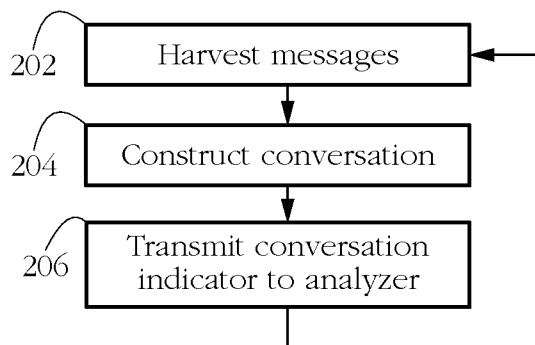 202
Harvest messages
204
Construct conversation
206
Transmit conversation
indicator to analyzer